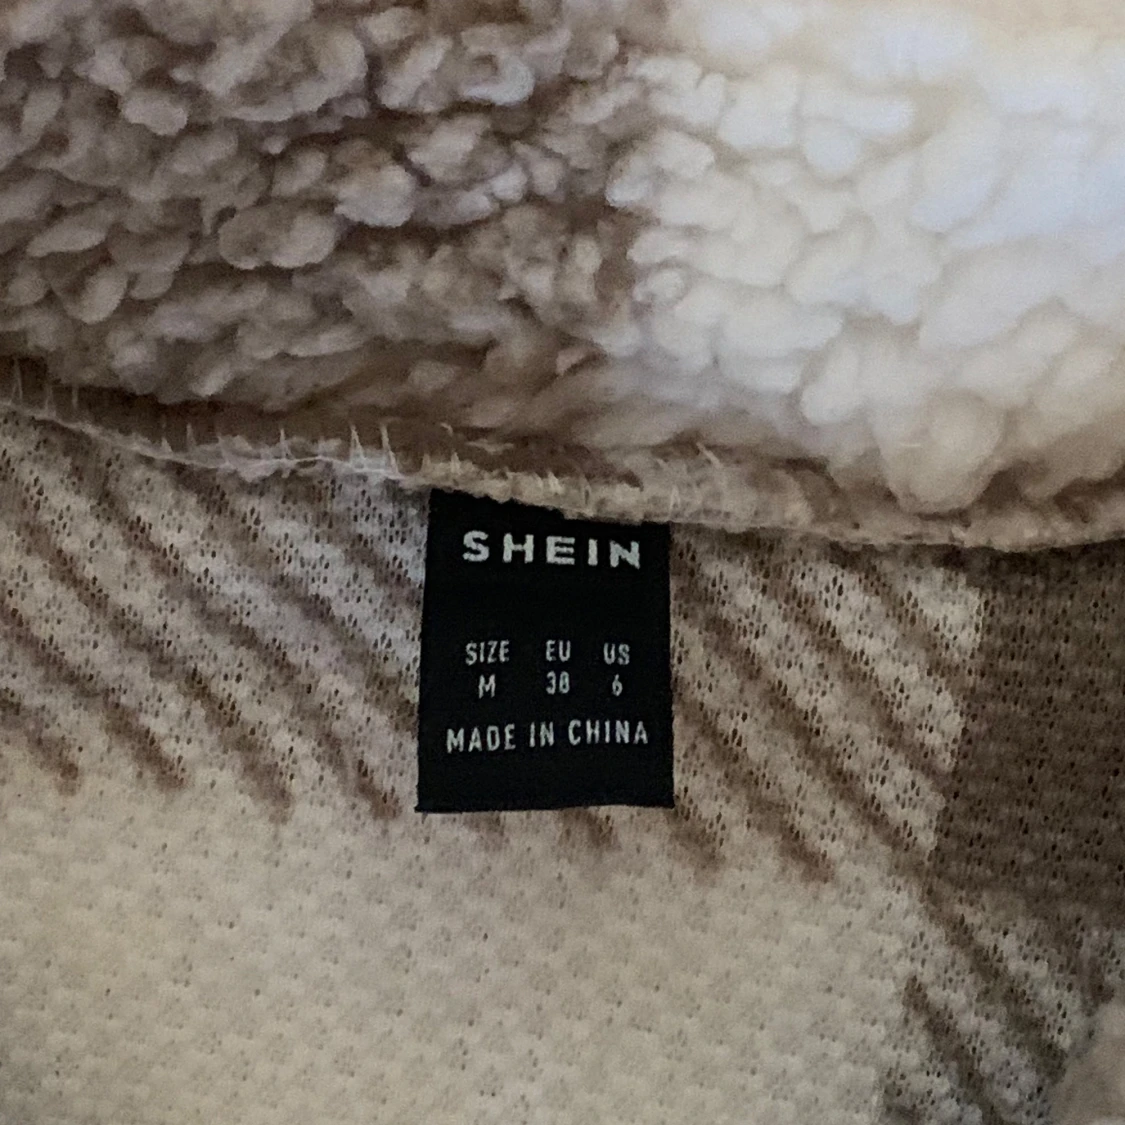 SHEIN
SIZE EU US
M 38 6
MADE IN CHINA